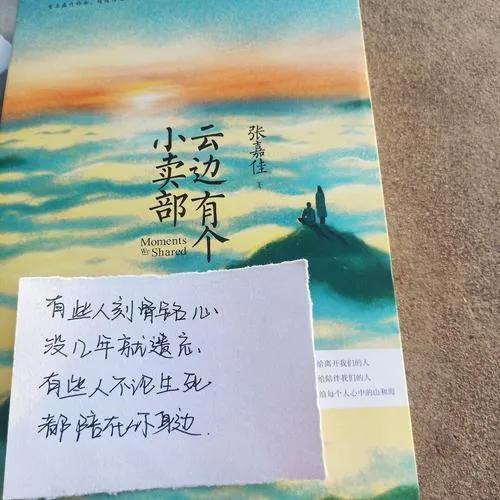 云边有个
小卖部
张嘉佳 著
Moments
We Shared
有些人刻骨铭心、
没几年就遗忘、
有些人不论生死
都陪在你身边.
给离开我们的人
给陪伴我们的人
给每个人心中的山和海